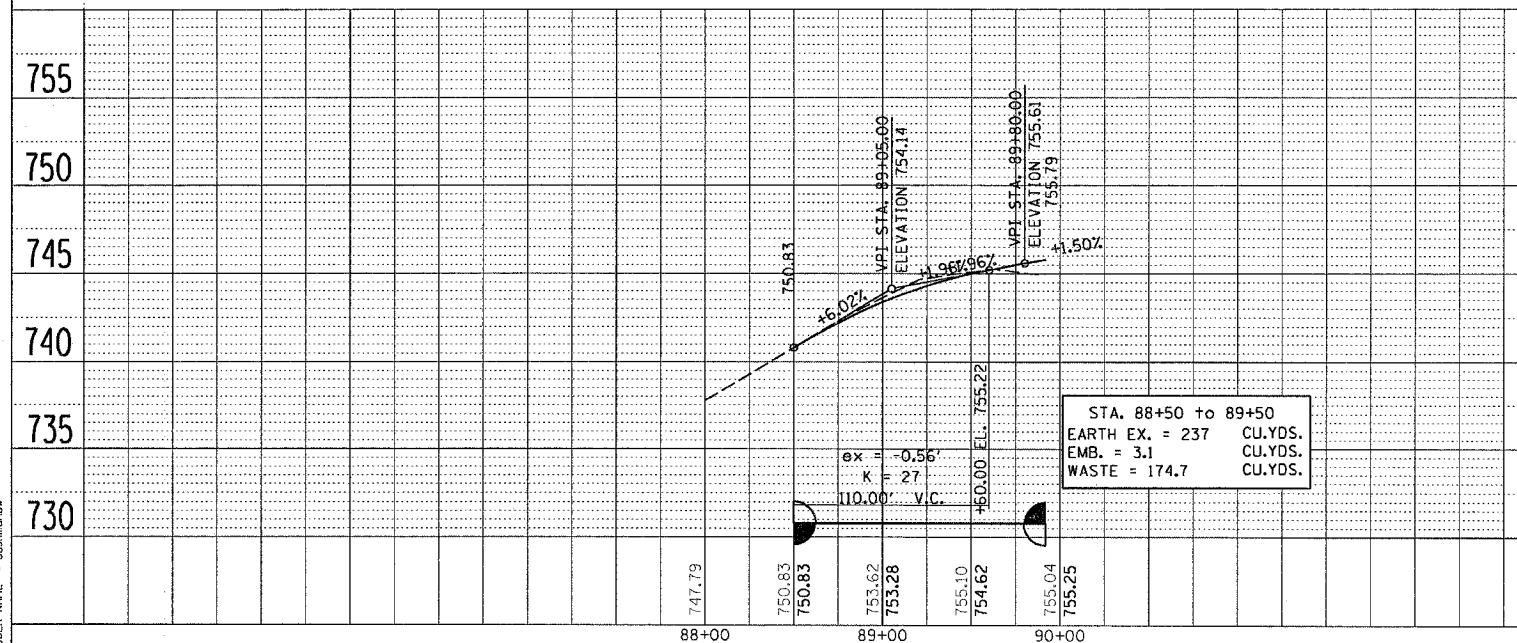 755
750
745
740
735
730
750.83
+6.02%
VPI STA. 89+05.00
ELEVATION 754.14
+1.96%
VPI STA. 89+80.00
ELEVATION 755.61
755.79
+1.50%
+60.00 EL. 755.22
ex = -0.56'
K = 27
110.00' V.C.
STA. 88+50 to 89+50
EARTH EX. = 237 CU.YDS.
EMB. = 3.1 CU.YDS.
WASTE = 174.7 CU.YDS.
747.79
750.83
750.83
753.62
753.28
755.10
754.62
755.04
755.25
88+00
89+00
90+00